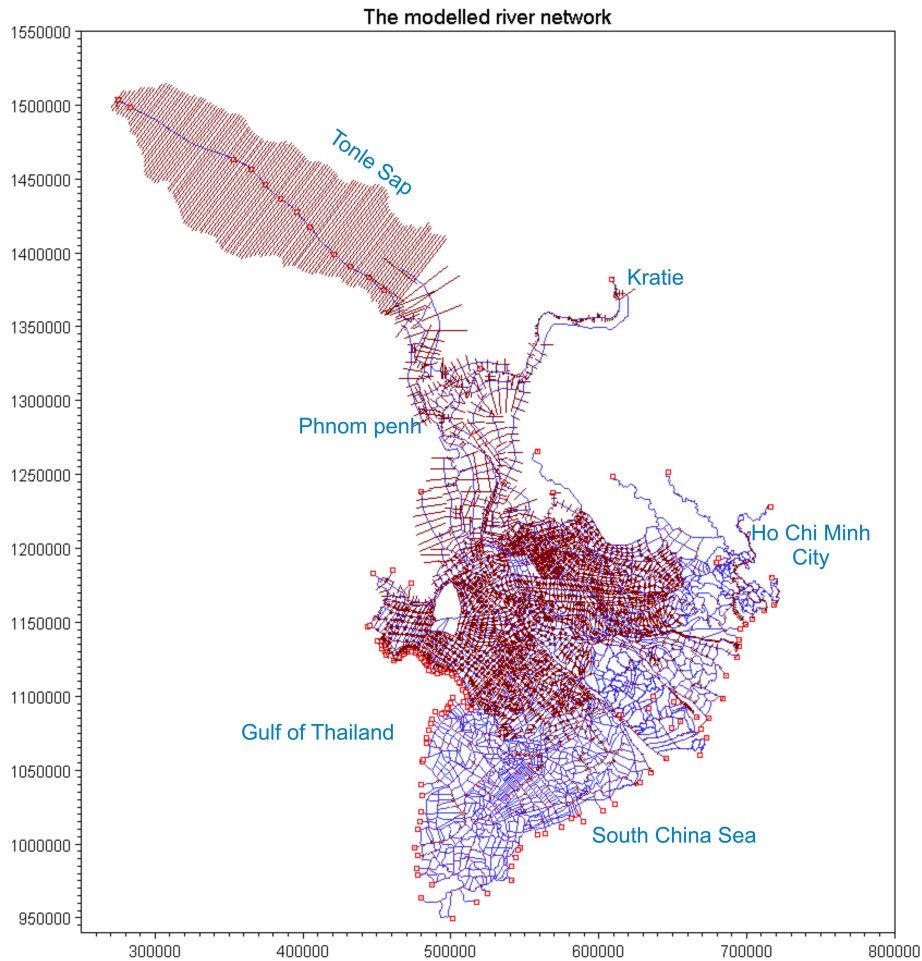 The modelled river network
1550000
1500000
1450000
1400000
1350000
1300000
1250000
1200000
1150000
1100000
1050000
1000000
950000
Tonle Sap
Kratie
Phnom penh
Ho Chi Minh
City
Gulf of Thailand
South China Sea
300000 400000 500000 600000 700000 800000